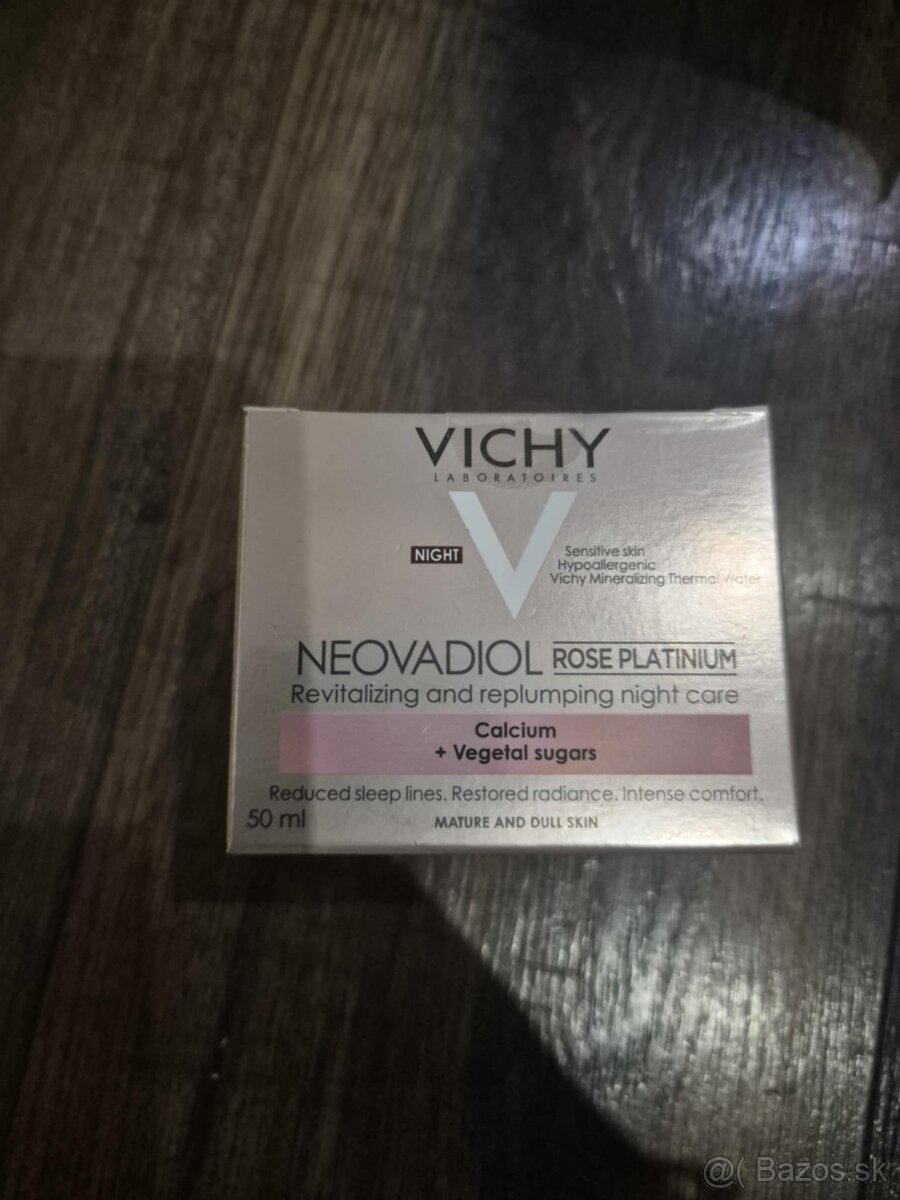 VICHY
LABORATOIRES
V
NIGHT
Sensitive skin
Hypoallergenic
Vichy Mineralizing Thermal Water
NEOVADIOL ROSE PLATINIUM
Revitalizing and replumping night care
Calcium
+ Vegetal sugars
Reduced sleep lines. Restored radiance. Intense comfort.
50 ml
MATURE AND DULL SKIN
@( Bazos.sk